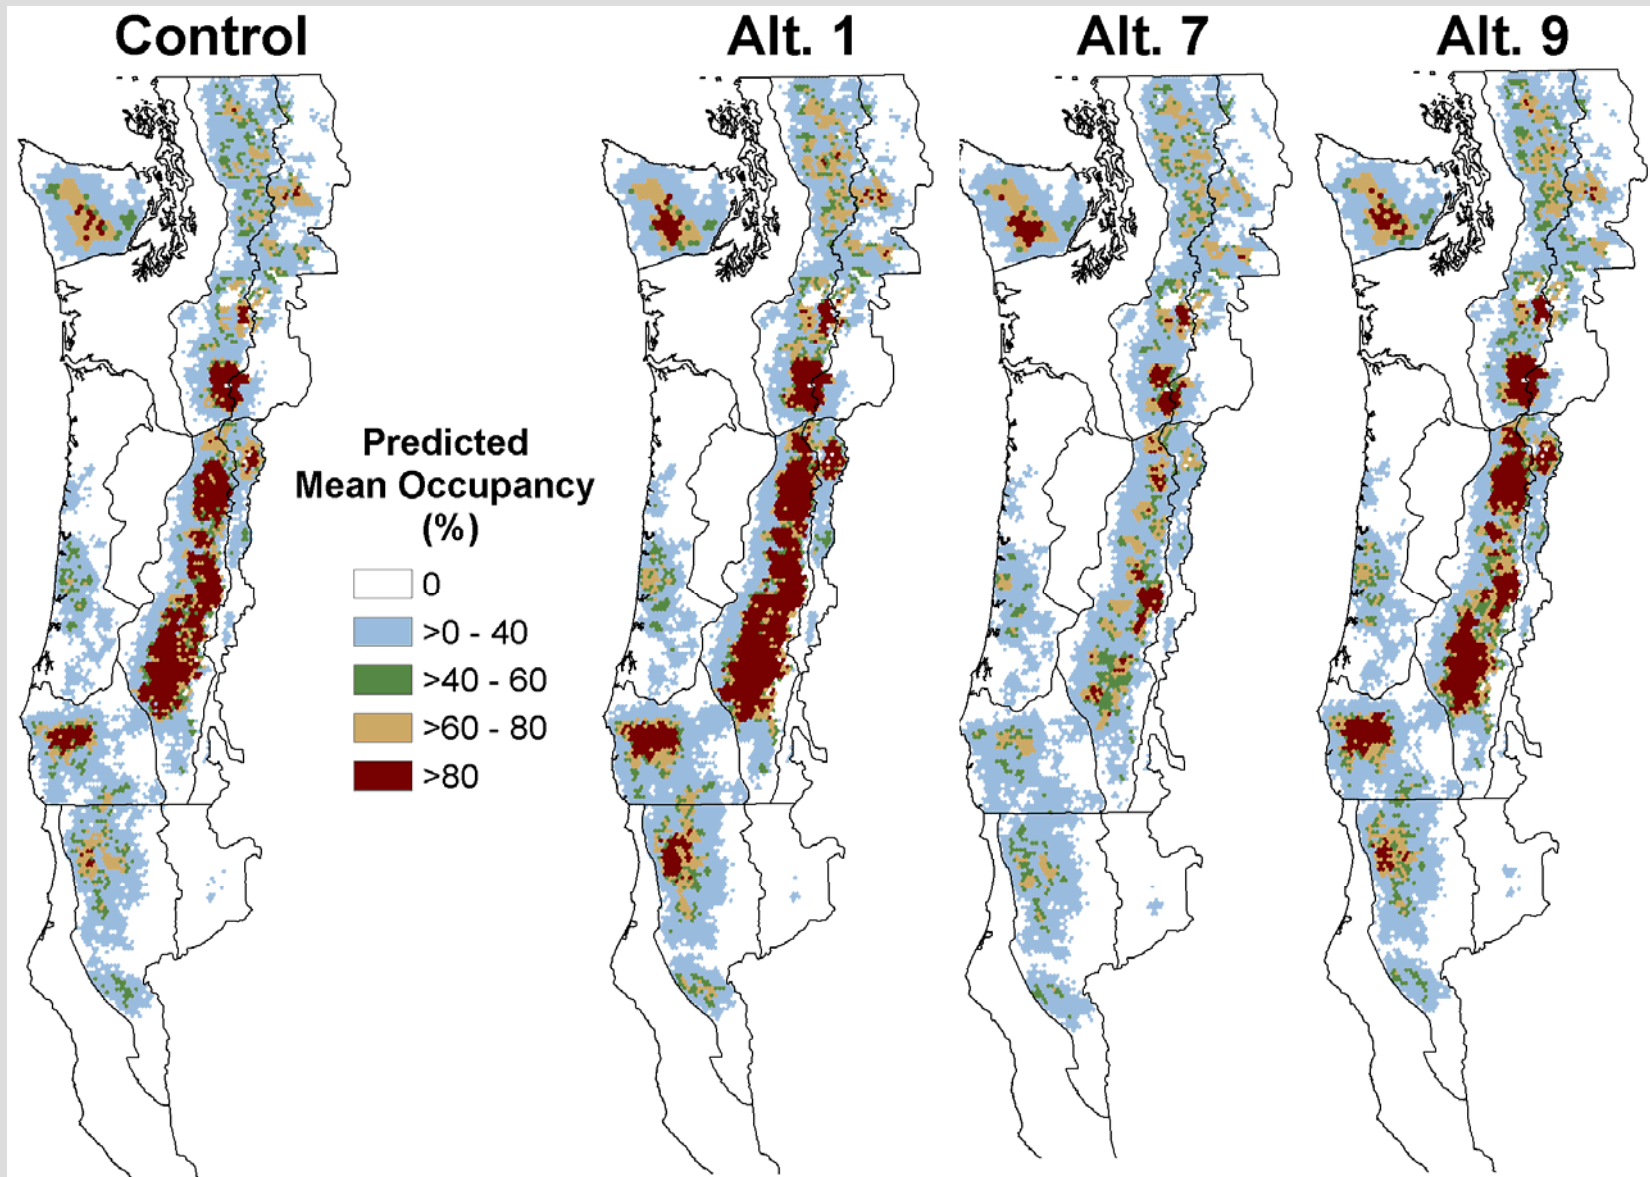 Control
Alt. 1
Alt. 7
Alt. 9
Predicted
Mean Occupancy
(%)
0
>0 - 40
>40 - 60
>60 - 80
>80